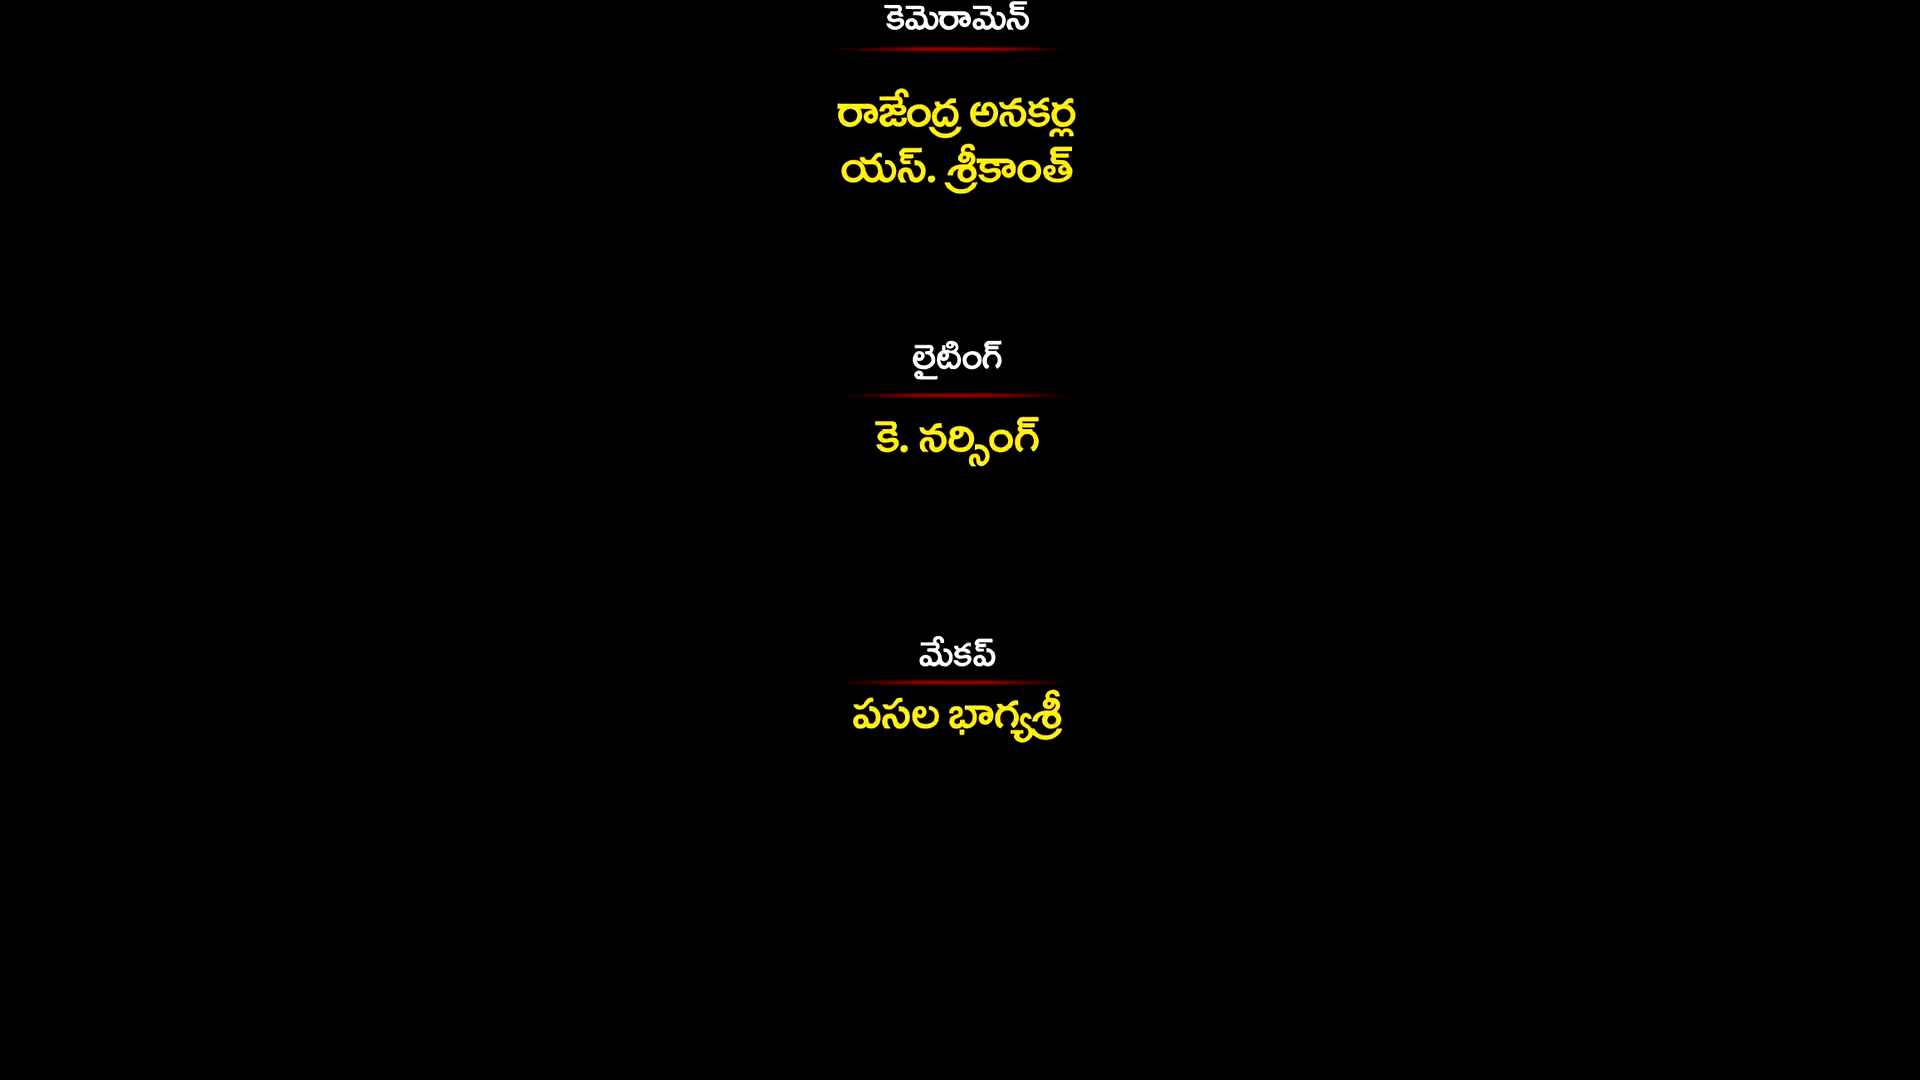 కెమెరామెన్
రాజేంద్ర అనకర్ల
యస్. శ్రీకాంత్
లైటింగ్
కె. నర్సింగ్
మేకప్
పసల భాగ్యశ్రీ